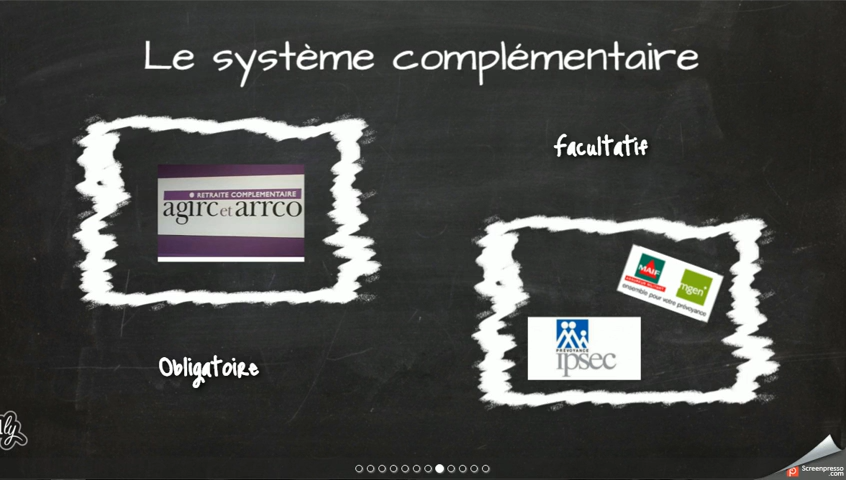 Le système complémentaire
RETRAITE COMPLEMENTAIRE
agirc et arrco
Obligatoire
facultatif
MAIF
mgen
ensemble pour votre prévoyance
PRÉVOYANCE
ipsec
ly
Screenpresso
.com